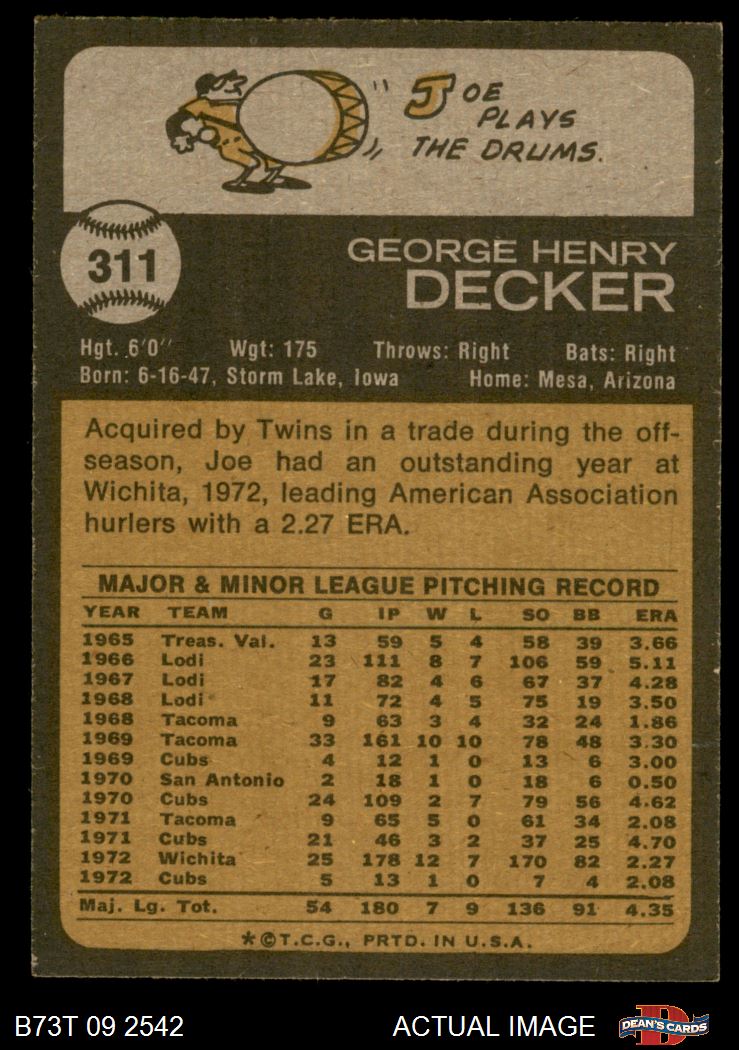 JOE
PLAYS
THE DRUMS.
311
GEORGE HENRY
DECKER
Hgt. 6'0" Wgt: 175 Throws: Right Bats: Right
Born: 6-16-47, Storm Lake, Iowa Home: Mesa, Arizona
Acquired by Twins in a trade during the off-
season, Joe had an outstanding year at
Wichita, 1972, leading American Association
hurlers with a 2.27 ERA.
MAJOR & MINOR LEAGUE PITCHING RECORD
YEAR TEAM G IP W L SO BB ERA
1965 Treas. Val. 13 59 5 4 58 39 3.66
1966 Lodi 23 111 8 7 106 59 5.11
1967 Lodi 17 82 4 6 67 37 4.28
1968 Lodi 11 72 4 5 75 19 3.50
1968 Tacoma 9 63 3 4 32 24 1.86
1969 Tacoma 33 161 10 10 78 48 3.30
1969 Cubs 4 12 1 0 13 6 3.00
1970 San Antonio 2 18 1 0 18 6 0.50
1970 Cubs 24 109 2 7 79 56 4.62
1971 Tacoma 9 65 5 0 61 34 2.08
1971 Cubs 21 46 3 2 37 25 4.70
1972 Wichita 25 178 12 7 170 82 2.27
1972 Cubs 5 13 1 0 7 4 2.08
Maj. Lg. Tot. 54 180 7 9 136 91 4.35
*©T.C.G., PRTD. IN U.S.A.
B73T 09 2542 ACTUAL IMAGE D DEAN'S CARDS